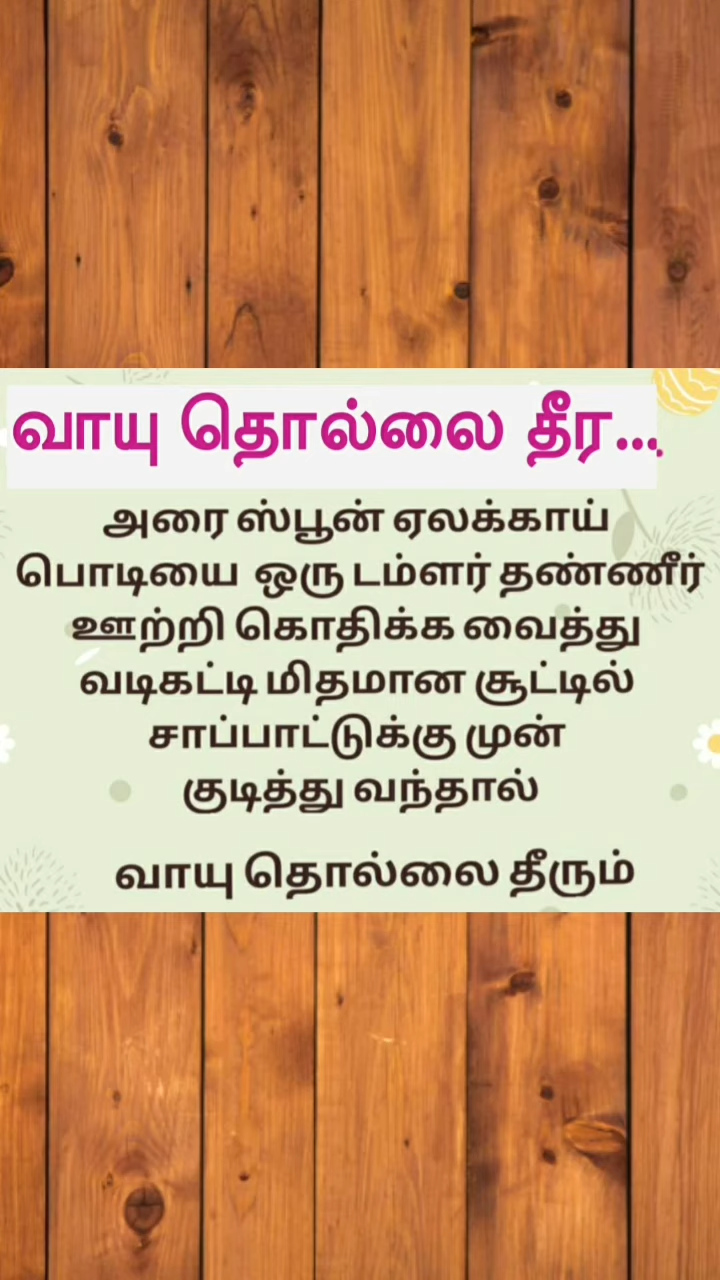 வாயு தொல்லை தீர...
அரை ஸ்பூன் ஏலக்காய்
பொடியை ஒரு டம்ளர் தண்ணீர்
ஊற்றி கொதிக்க வைத்து
வடிகட்டி மிதமான சூட்டில்
சாப்பாட்டுக்கு முன்
குடித்து வந்தால்
வாயு தொல்லை தீரும்